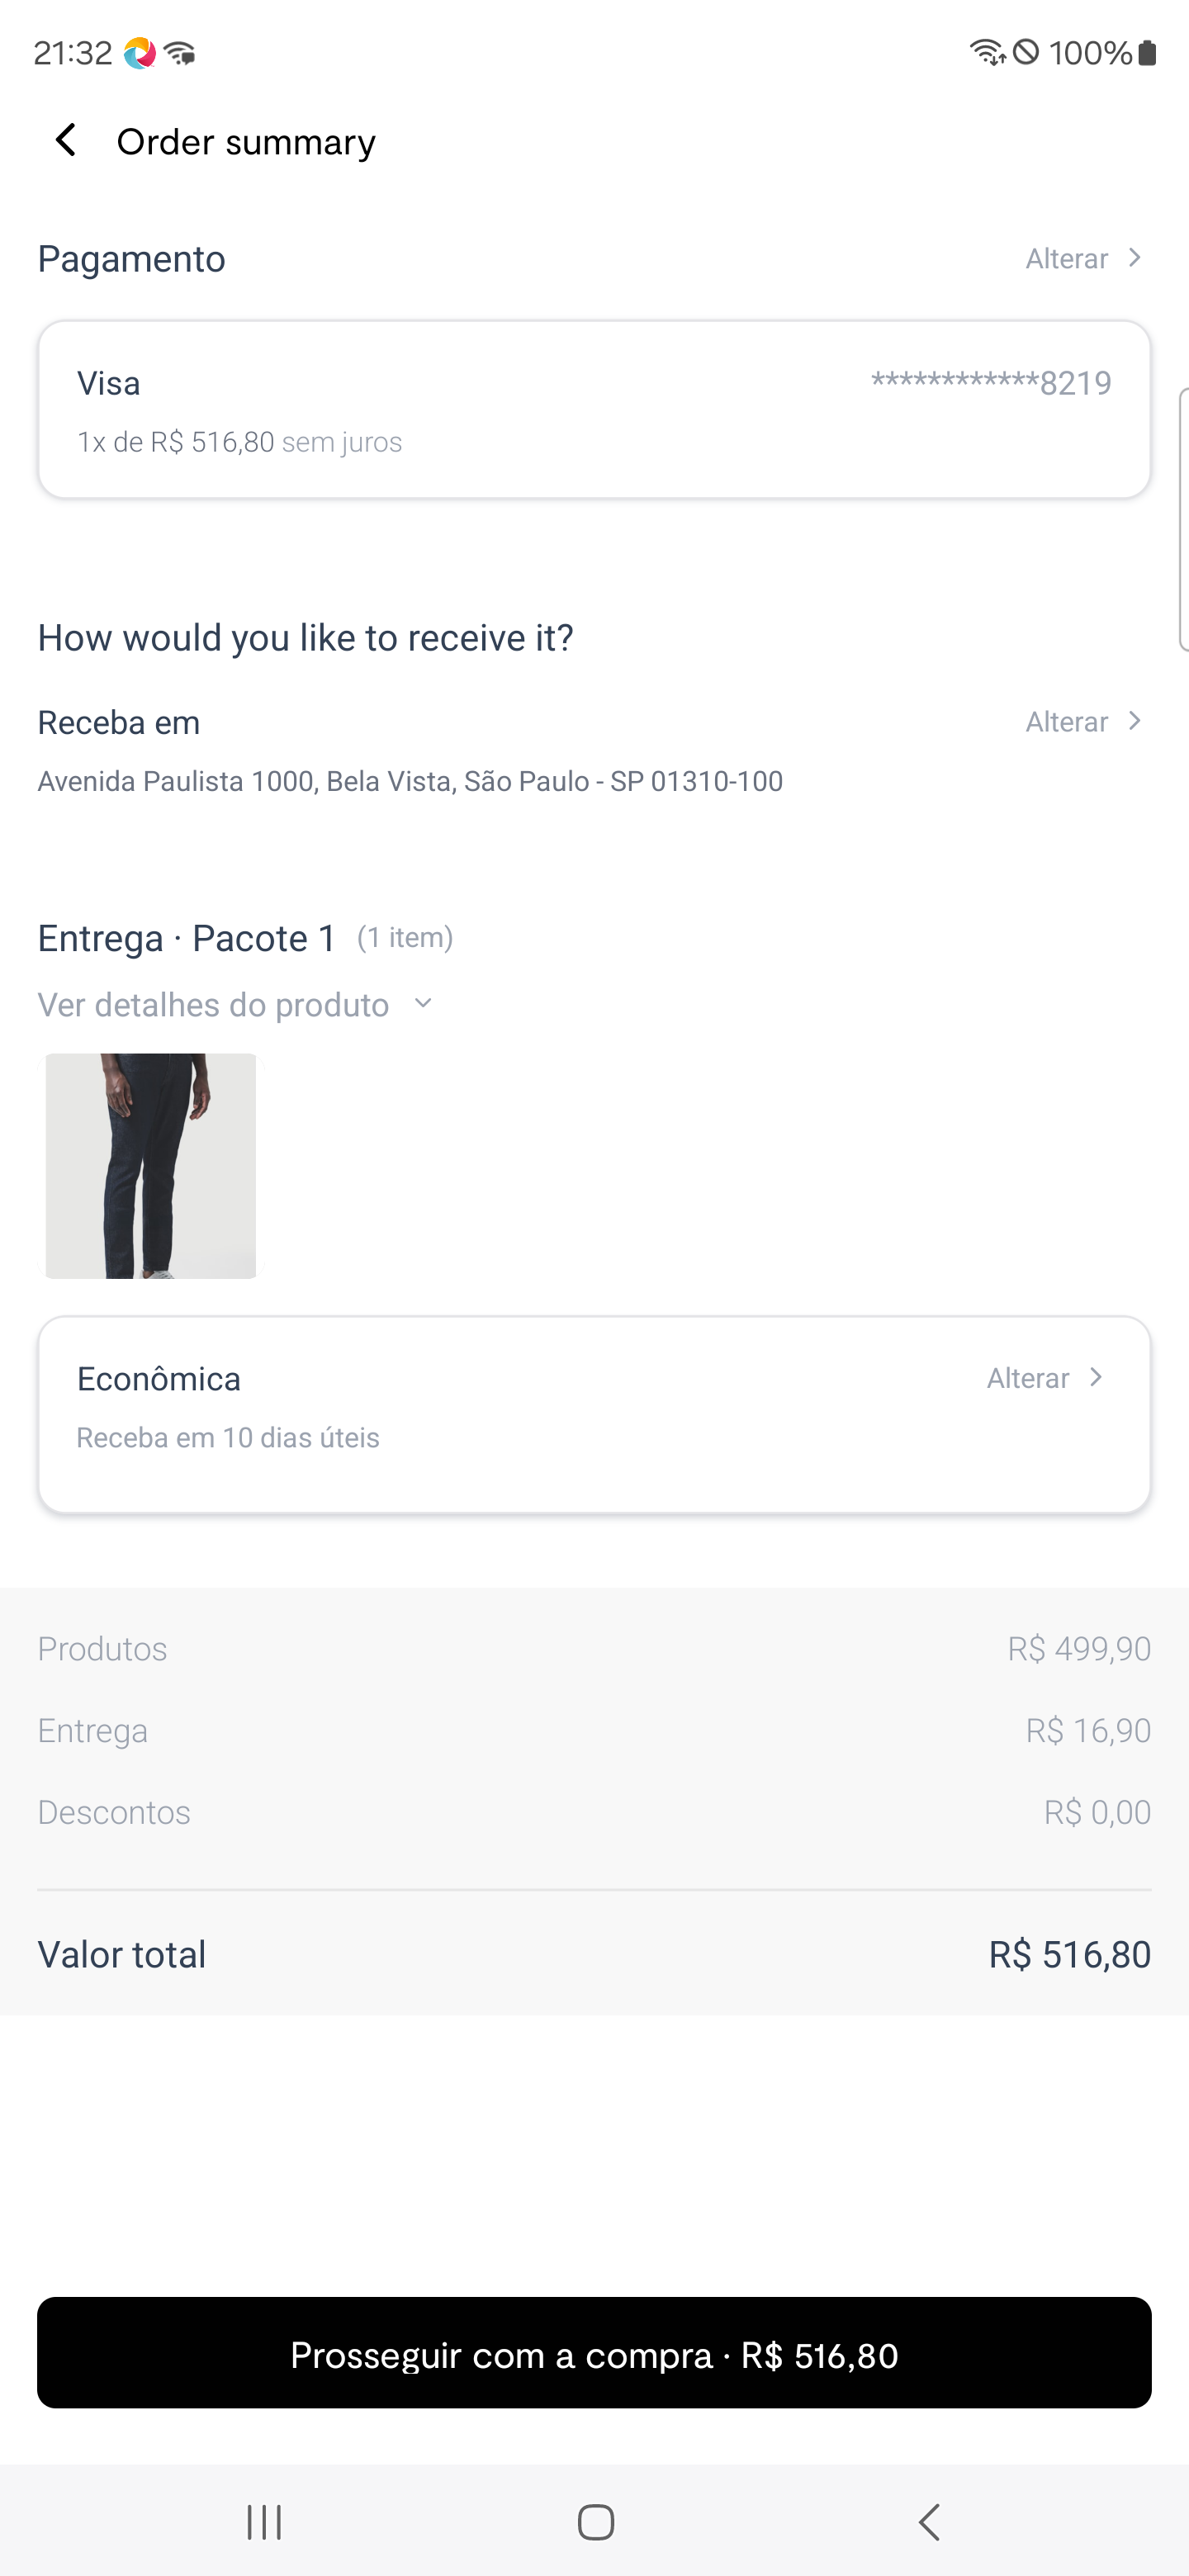 21:32 100%
Order summary
Pagamento Alterar
Visa ************8219
1x de R$ 516,80 sem juros
How would you like to receive it?
Receba em Alterar
Avenida Paulista 1000, Bela Vista, São Paulo - SP 01310-100
Entrega · Pacote 1 (1 item)
Ver detalhes do produto
Econômica Alterar
Receba em 10 dias úteis
Produtos R$ 499,90
Entrega R$ 16,90
Descontos R$ 0,00
Valor total R$ 516,80
Prosseguir com a compra · R$ 516,80